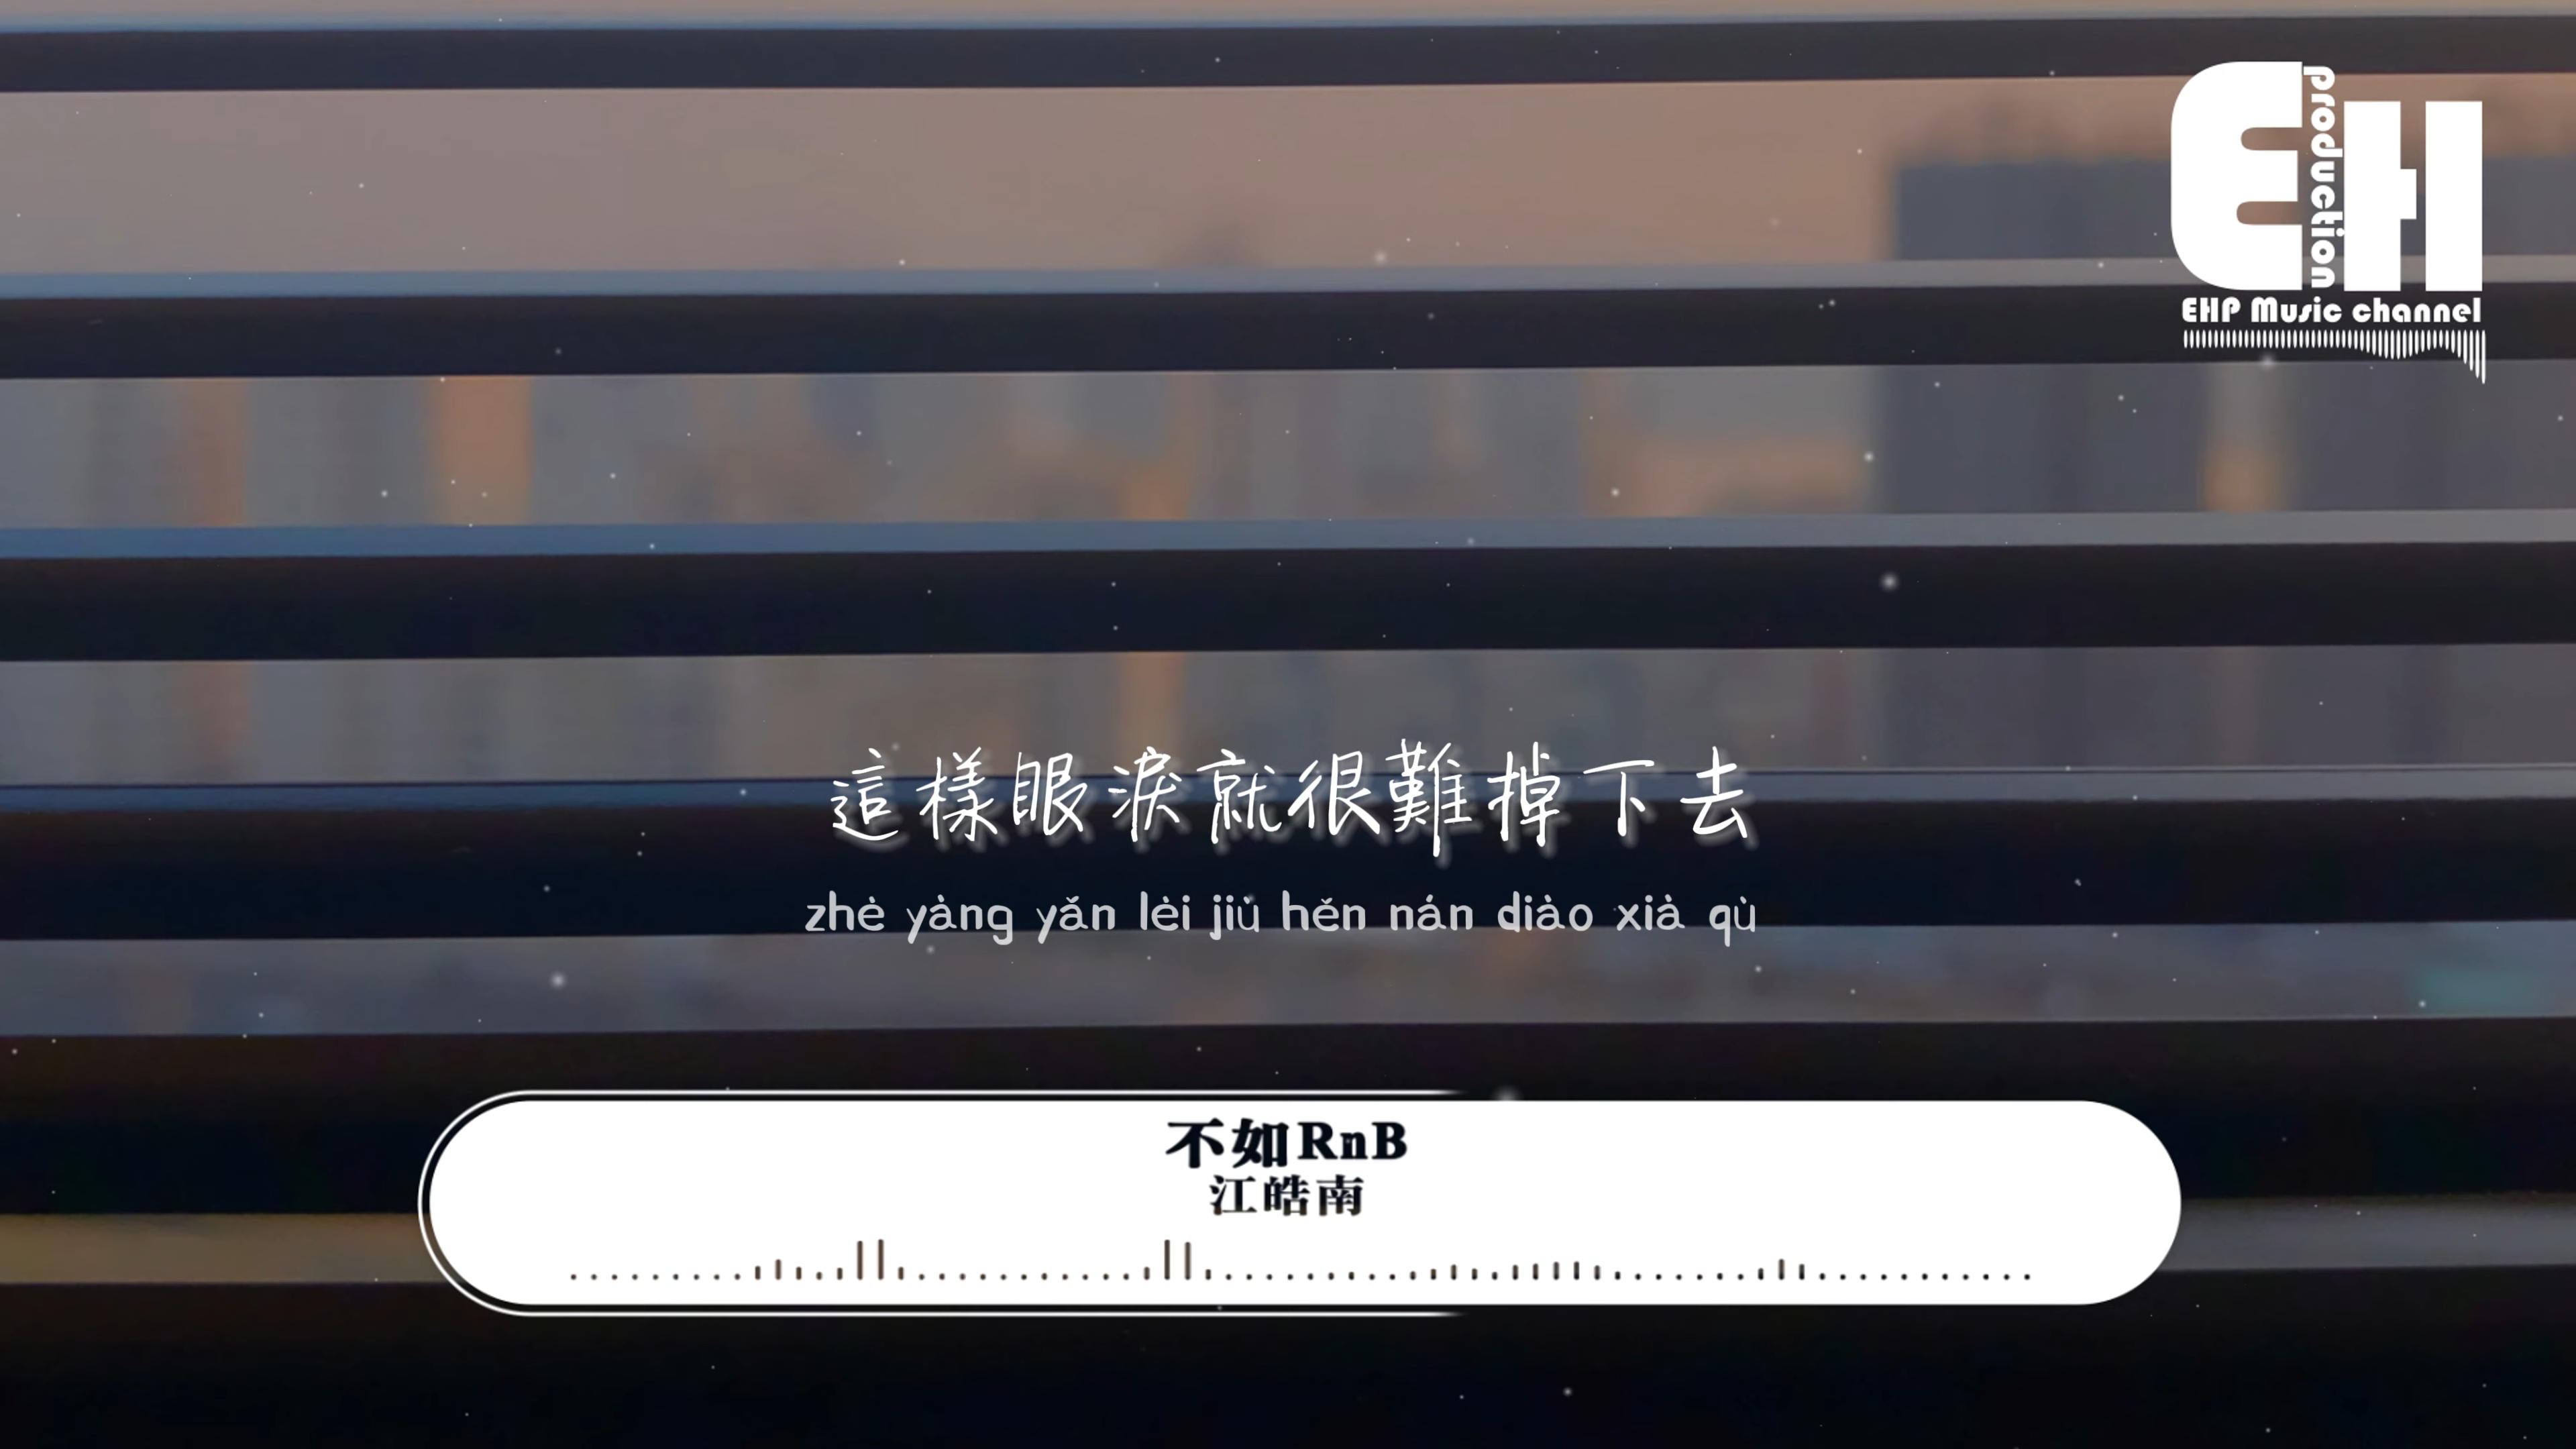 EH
production
EHP Music channel
這樣眼淚就很難掉下去
zhè yàng yǎn lèi jiù hěn nán diào xià qù
不如RnB
江皓南